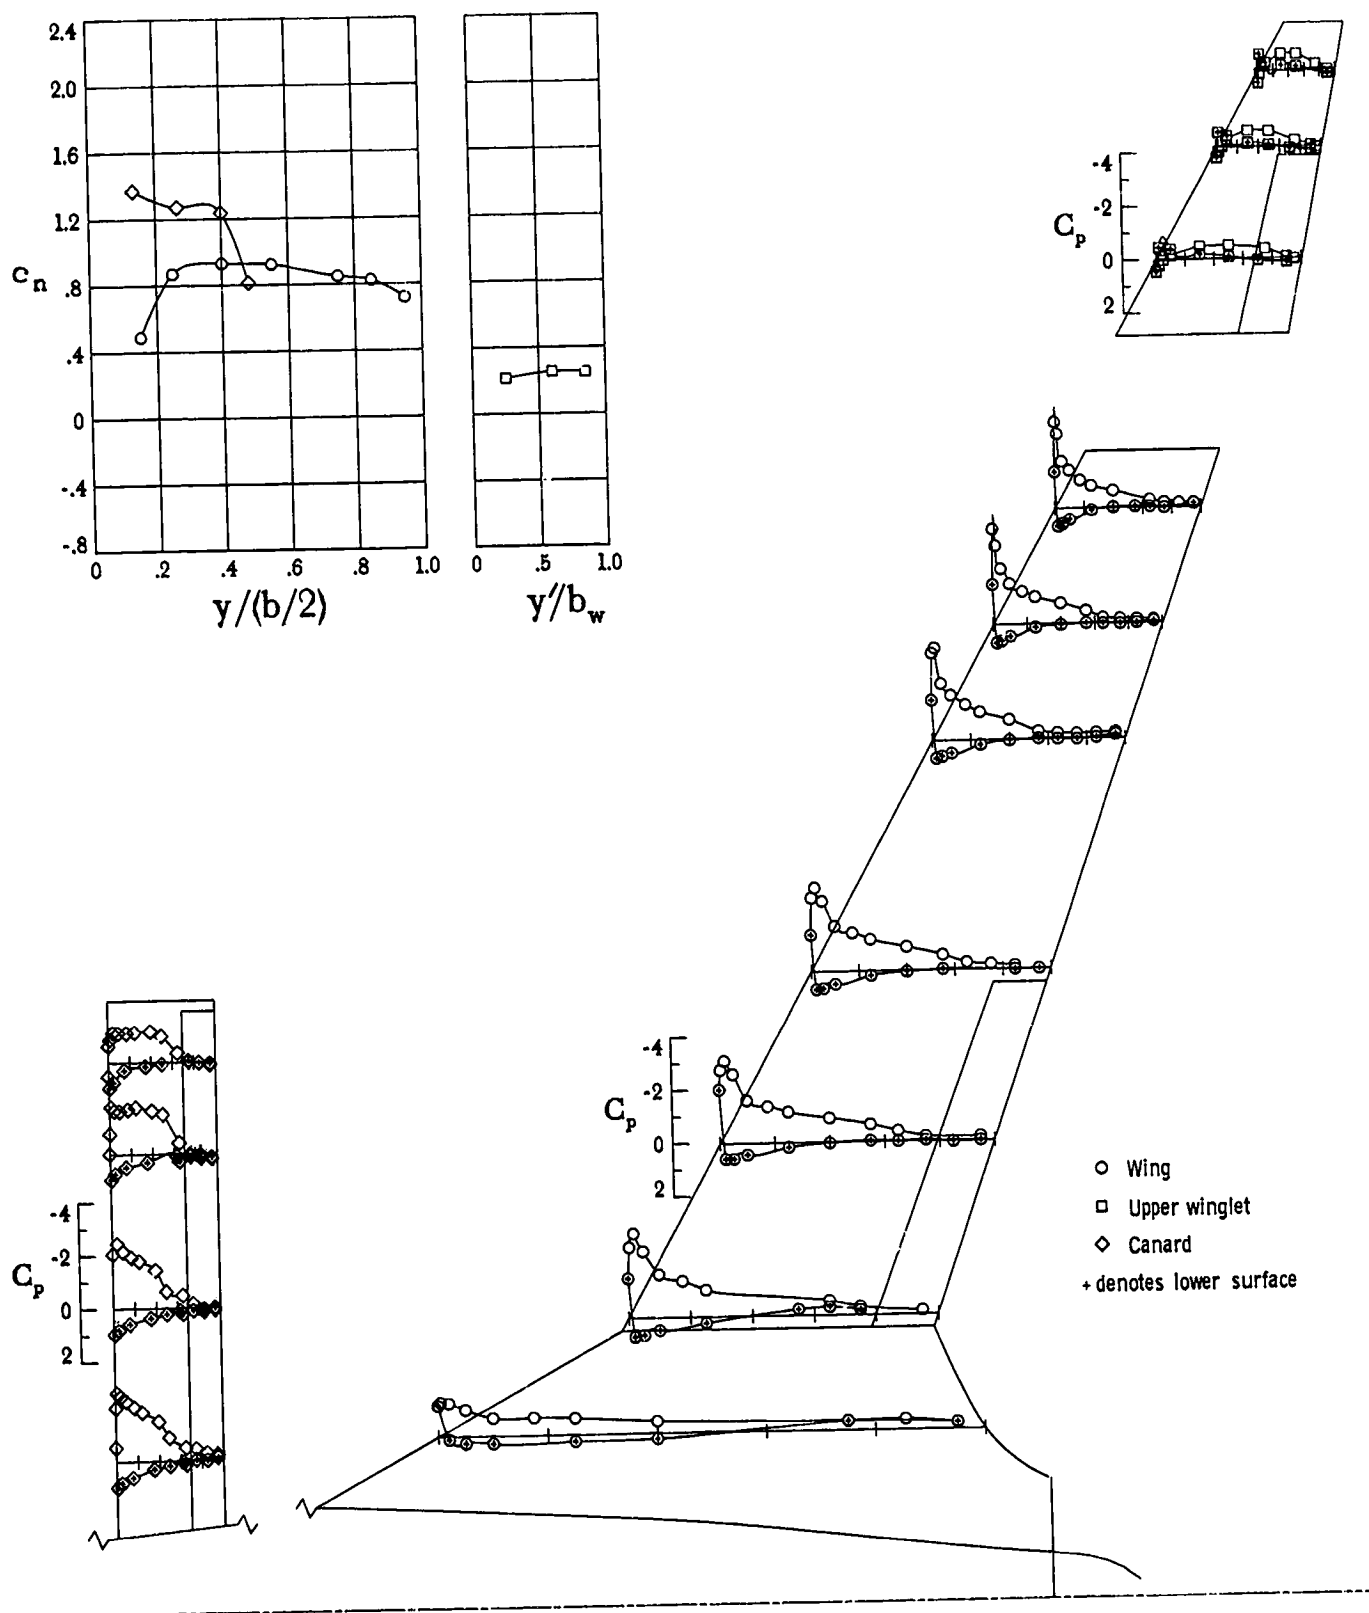 2.4
2.0
1.6
1.2
.8
.4
0
-.4
-.8
c_n
0 .2 .4 .6 .8 1.0
y/(b/2)
0 .5 1.0
y'/b_w
-4
-2
0
2
C_p
-4
-2
0
2
C_p
-4
-2
0
2
C_p
○ Wing
□ Upper winglet
◇ Canard
+ denotes lower surface